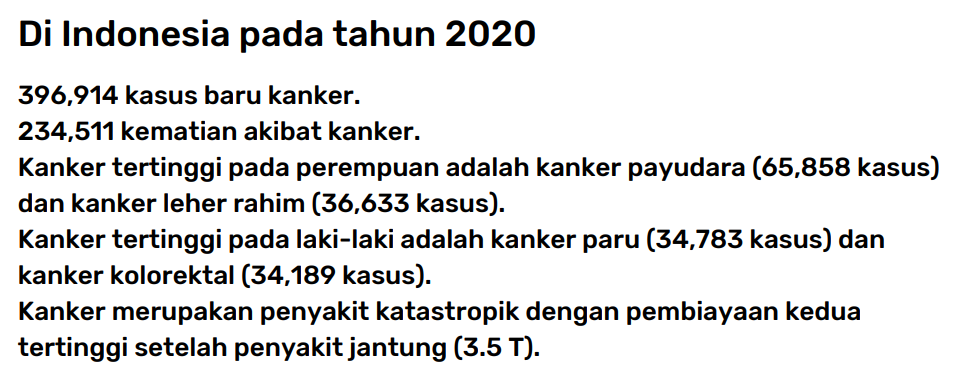 Di Indonesia pada tahun 2020
396,914 kasus baru kanker.
234,511 kematian akibat kanker.
Kanker tertinggi pada perempuan adalah kanker payudara (65,858 kasus)
dan kanker leher rahim (36,633 kasus).
Kanker tertinggi pada laki-laki adalah kanker paru (34,783 kasus) dan
kanker kolorektal (34,189 kasus).
Kanker merupakan penyakit katastropik dengan pembiayaan kedua
tertinggi setelah penyakit jantung (3.5 T).